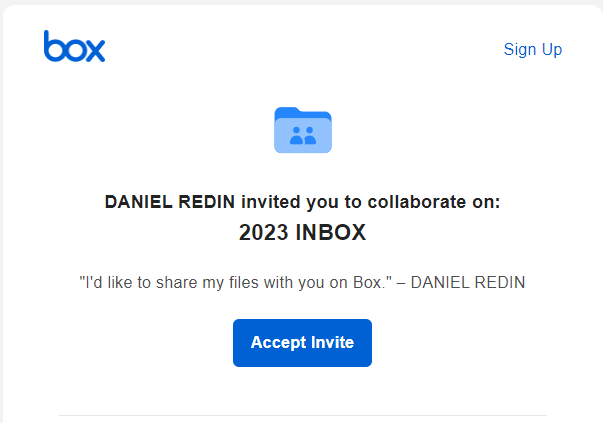 box
Sign Up
DANIEL REDIN invited you to collaborate on:
2023 INBOX
"I'd like to share my files with you on Box." – DANIEL REDIN
Accept Invite